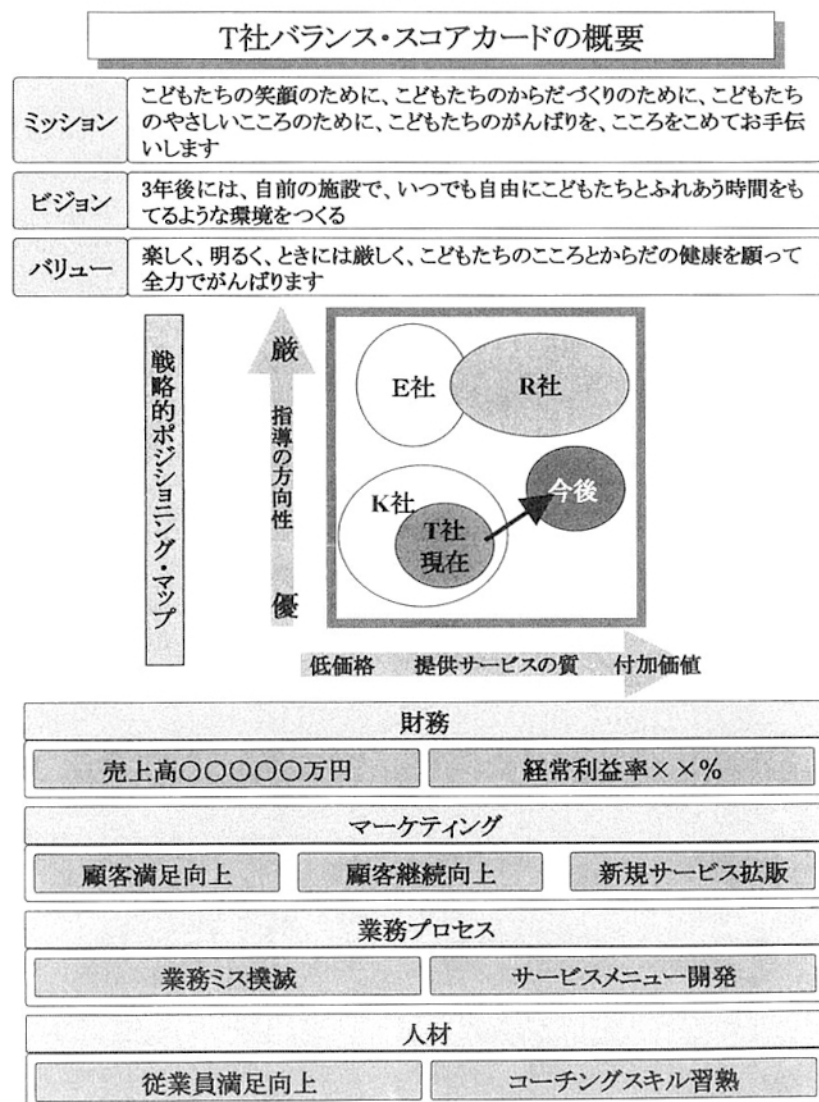 T社バランス・スコアカードの概要
ミッション
こどもたちの笑顔のために、こどもたちのからだづくりのために、こどもたち
のやさしいこころのために、こどもたちのがんばりを、こころをこめてお手伝
いします
ビジョン
3年後には、自前の施設で、いつでも自由にこどもたちとふれあう時間をも
てるような環境をつくる
バリュー
楽しく、明るく、ときには厳しく、こどもたちのこころとからだの健康を願って
全力でがんばります
戦略的ポジショニング・マップ
厳
指導の方向性
優
E社
R社
K社
T社
現在
今後
低価格 提供サービスの質 付加価値
財務
売上高〇〇〇〇〇万円 経常利益率××%
マーケティング
顧客満足向上 顧客継続向上 新規サービス拡販
業務プロセス
業務ミス撲滅 サービスメニュー開発
人材
従業員満足向上 コーチングスキル習熟